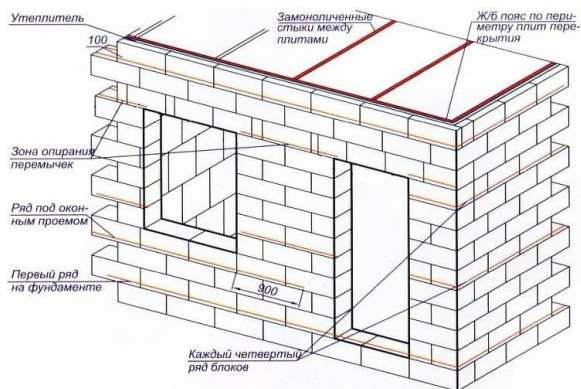 Утеплитель
100
Замоноличенные
стыки между
плитами
Ж/б пояс по пери-
метру плит пере-
крытия
Зона опирания
перемычек
Ряд под окон-
ным проемом
Первый ряд
на фундаменте
900
Каждый четвертый
ряд блоков